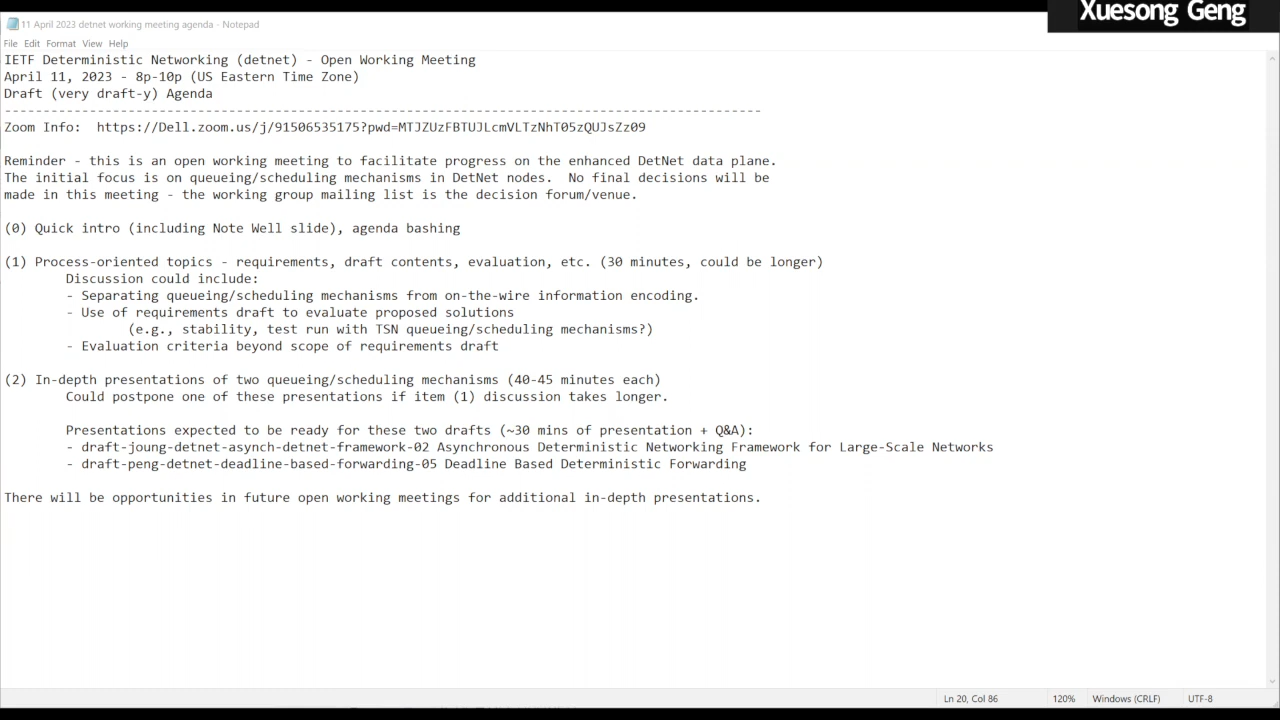 Xuesong Geng
11 April 2023 detnet working meeting agenda - Notepad
File Edit Format View Help
IETF Deterministic Networking (detnet) - Open Working Meeting
April 11, 2023 - 8p-10p (US Eastern Time Zone)
Draft (very draft-y) Agenda
--------------------------------------------------------------------------------------------------
Zoom Info:  https://Dell.zoom.us/j/91506535175?pwd=MTJZUzFBTUJLcmVLTzNhT05zQUJsZz09
Reminder - this is an open working meeting to facilitate progress on the enhanced DetNet data plane.
The initial focus is on queueing/scheduling mechanisms in DetNet nodes.  No final decisions will be
made in this meeting - the working group mailing list is the decision forum/venue.
(0) Quick intro (including Note Well slide), agenda bashing
(1) Process-oriented topics - requirements, draft contents, evaluation, etc. (30 minutes, could be longer)
Discussion could include:
- Separating queueing/scheduling mechanisms from on-the-wire information encoding.
- Use of requirements draft to evaluate proposed solutions
(e.g., stability, test run with TSN queueing/scheduling mechanisms?)
- Evaluation criteria beyond scope of requirements draft
(2) In-depth presentations of two queueing/scheduling mechanisms (40-45 minutes each)
Could postpone one of these presentations if item (1) discussion takes longer.
Presentations expected to be ready for these two drafts (~30 mins of presentation + Q&A):
- draft-joung-detnet-asynch-detnet-framework-02 Asynchronous Deterministic Networking Framework for Large-Scale Networks
- draft-peng-detnet-deadline-based-forwarding-05 Deadline Based Deterministic Forwarding
There will be opportunities in future open working meetings for additional in-depth presentations.
Ln 20, Col 86 120% Windows (CRLF) UTF-8